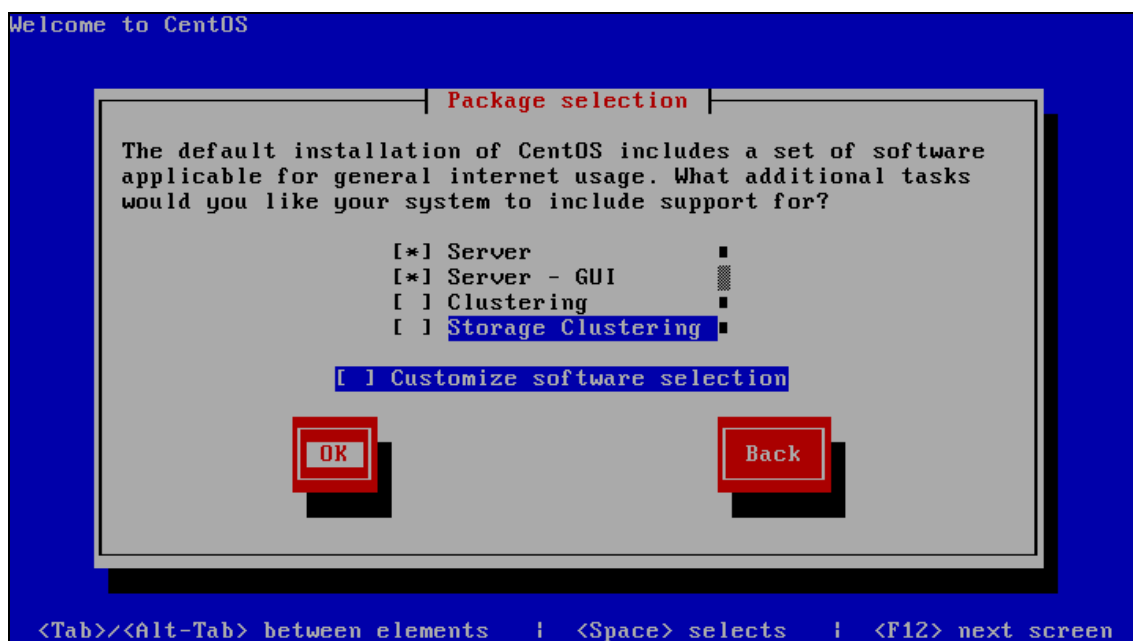 Welcome to CentOS
Package selection
The default installation of CentOS includes a set of software
applicable for general internet usage. What additional tasks
would you like your system to include support for?
[*] Server
[*] Server - GUI
[ ] Clustering
[ ] Storage Clustering
[ ] Customize software selection
OK Back
<Tab>/<Alt-Tab> between elements | <Space> selects | <F12> next screen